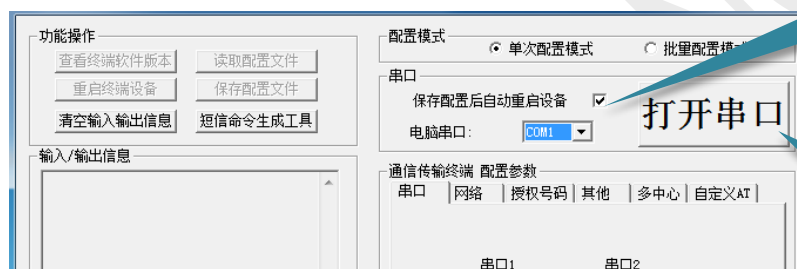 功能操作
查看终端软件版本 读取配置文件
重启终端设备 保存配置文件
清空输入输出信息 短信命令生成工具
输入/输出信息
配置模式
单次配置模式 批量配置模
串口
保存配置后自动重启设备
电脑串口: COM1
打开串口
通信传输终端 配置参数
串口 网络 授权号码 其他 多中心 自定义AT
串口1 串口2